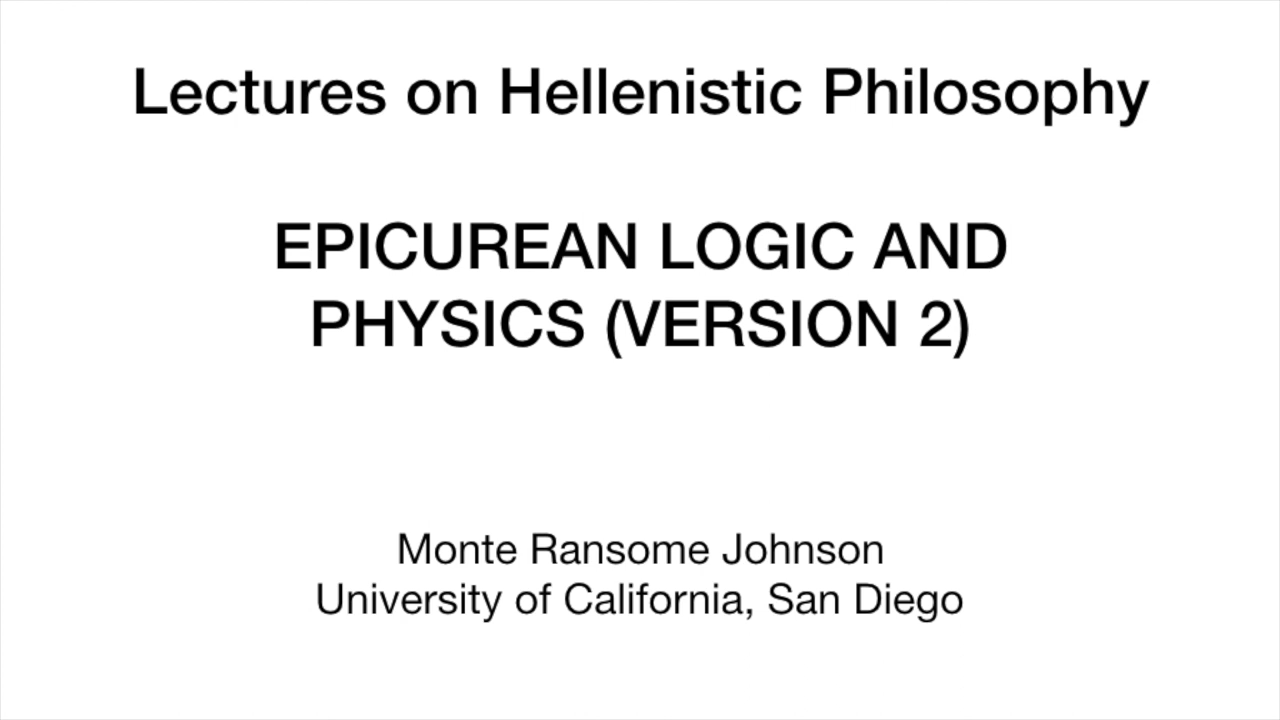 Lectures on Hellenistic Philosophy
EPICUREAN LOGIC AND
PHYSICS (VERSION 2)
Monte Ransome Johnson
University of California, San Diego